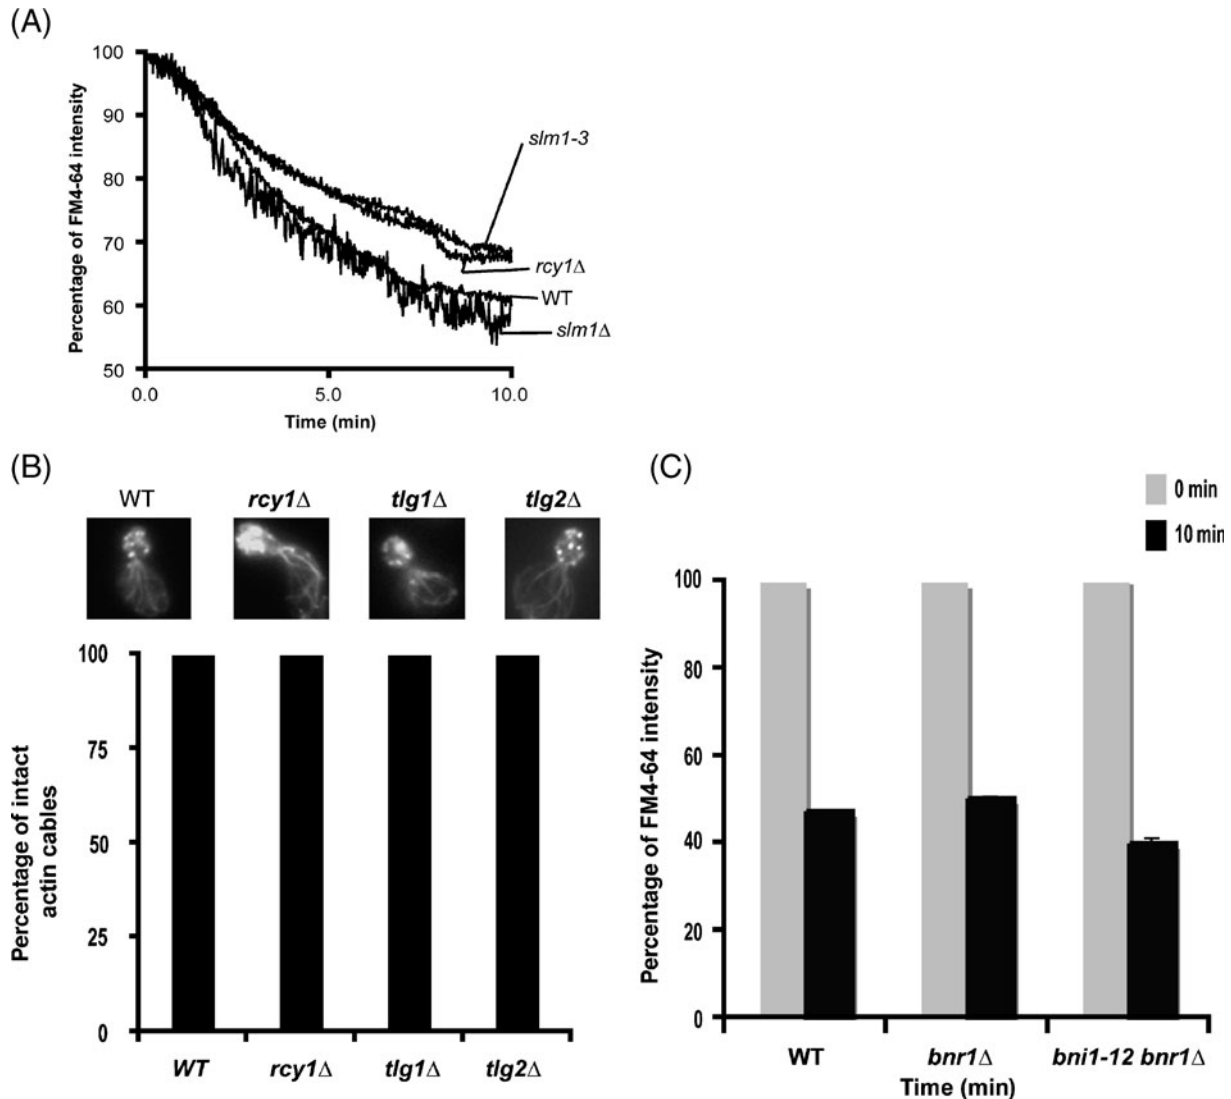 (A)
100
90
80
70
60
50
Percentage of FM4-64 intensity
0.0
5.0
10.0
Time (min)
slm1-3
rcy1Δ
WT
slm1Δ
(B)
WT
rcy1Δ
tlg1Δ
tlg2Δ
100
75
50
25
0
Percentage of intact
actin cables
WT
rcy1Δ
tlg1Δ
tlg2Δ
(C)
0 min
10 min
100
80
60
40
20
0
Percentage of FM4-64 intensity
WT
bnr1Δ
bni1-12 bnr1Δ
Time (min)